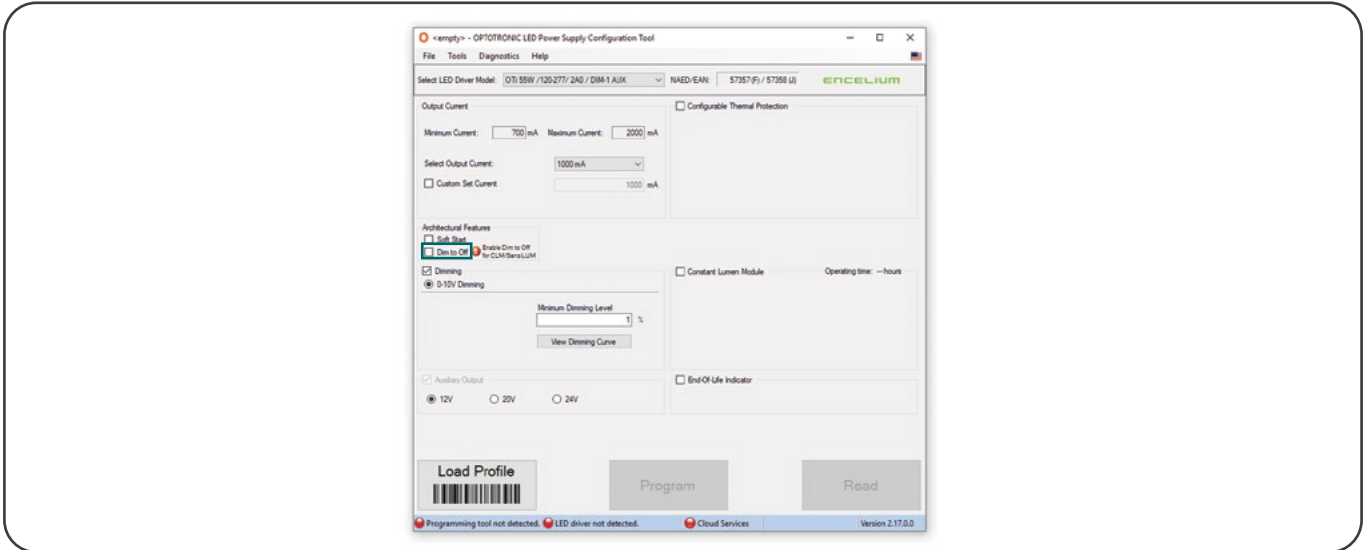 <empty> - OPTOTRONIC LED Power Supply Configuration Tool
File Tools Diagnostics Help
Select LED Driver Model: OTi 55W /120-277/ 2A0 / DIM-1 AUX NAED/EAN: 57357 (F) / 57358 (J) ENCELIUM
Output Current
Configurable Thermal Protection
Minimum Current: 700 mA Maximum Current: 2000 mA
Select Output Current: 1000 mA
Custom Set Current 1000 mA
Architectural Features
Soft Start
Dim to Off Enable Dim to Off
for CLM/SensiLUM
Dimming
Constant Lumen Module Operating time: --hours
0-10V Dimming
Minimum Dimming Level
1 %
View Dimming Curve
Auxiliary Output
End-Of-Life Indicator
12V 20V 24V
Load Profile
Program
Read
Programming tool not detected. LED driver not detected. Cloud Services Version 2.17.0.0